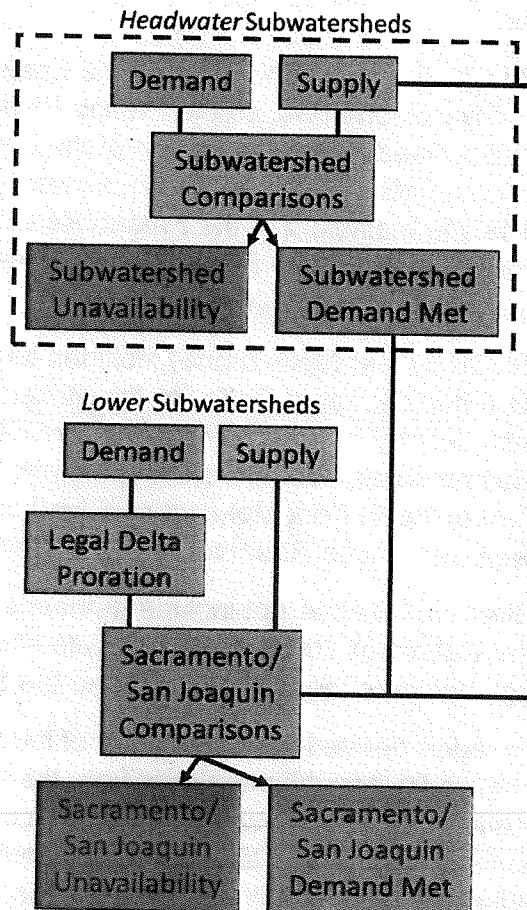 Headwater Subwatersheds
Demand
Supply
Subwatershed
Comparisons
Subwatershed
Unavailability
Subwatershed
Demand Met
Lower Subwatersheds
Demand
Supply
Legal Delta
Proration
Sacramento/
San Joaquin
Comparisons
Sacramento/
San Joaquin
Unavailability
Sacramento/
San Joaquin
Demand Met